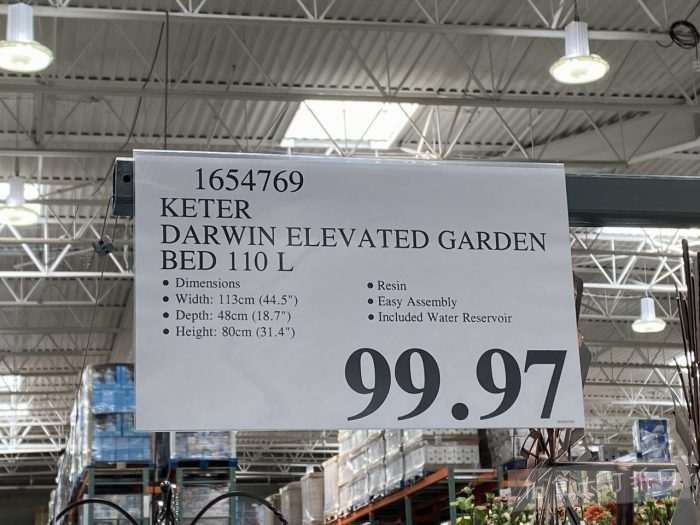 1654769
KETER
DARWIN ELEVATED GARDEN
BED 110 L
• Dimensions
• Width: 113cm (44.5")
• Depth: 48cm (18.7")
• Height: 80cm (31.4")
• Resin
• Easy Assembly
• Included Water Reservoir
99.97